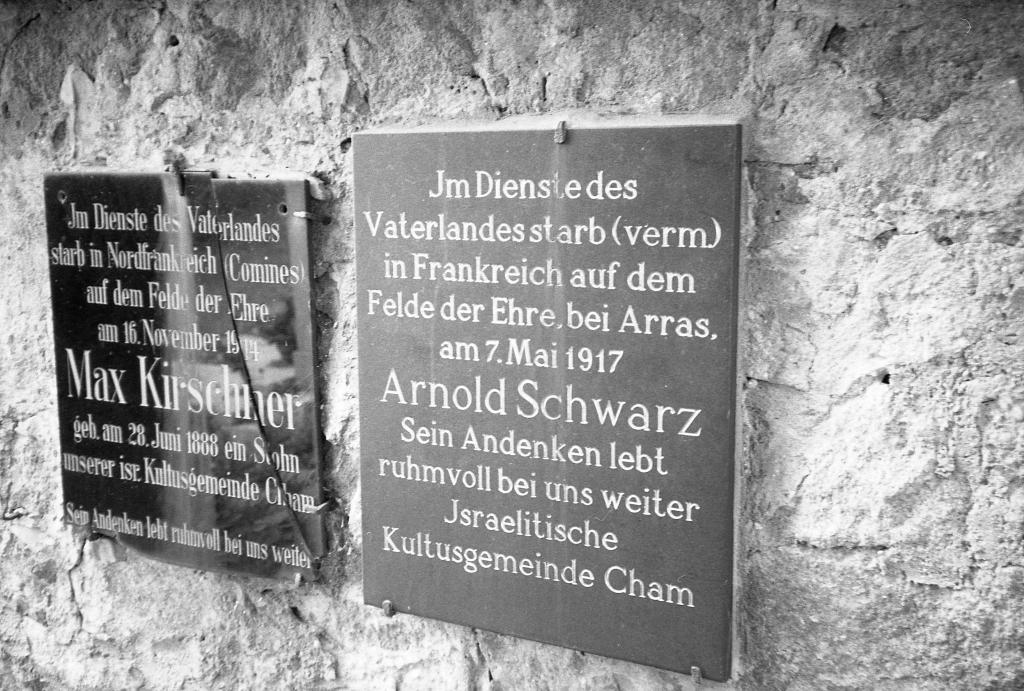 Jm Dienste des Vaterlandes
starb in Nordfrankreich (Comines)
auf dem Felde der Ehre
am 16. November 1914
Max Kirschner
geb. am 28. Juni 1888 ein Sohn
unserer isr. Kultusgemeinde Cham
Sein Andenken lebt ruhmvoll bei uns weiter
Jm Dienste des
Vaterlandes starb (verm.)
in Frankreich auf dem
Felde der Ehre, bei Arras,
am 7. Mai 1917
Arnold Schwarz
Sein Andenken lebt
ruhmvoll bei uns weiter
Jsraelitische
Kultusgemeinde Cham